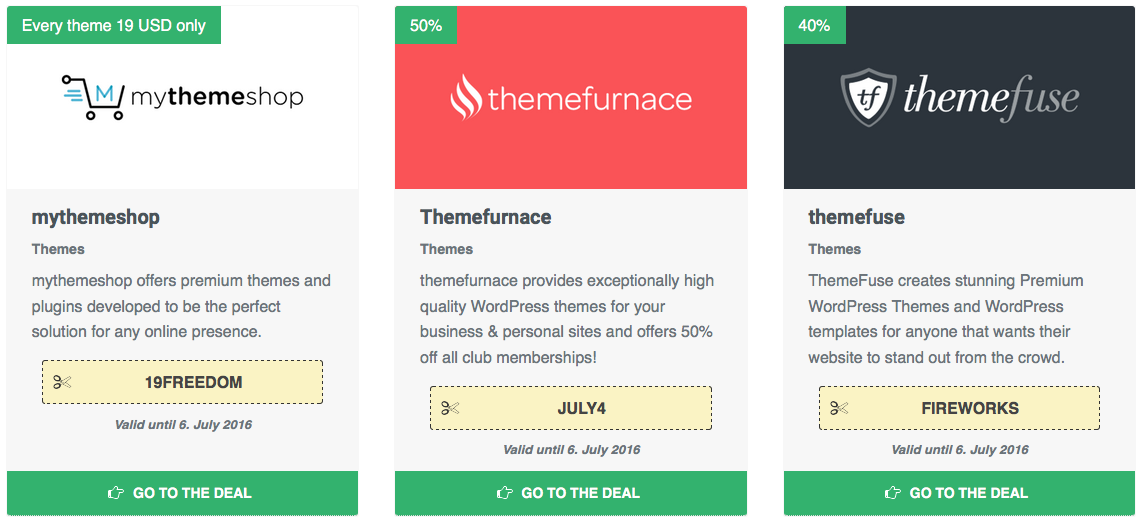 Every theme 19 USD only
M mythemeshop
mythemeshop
Themes
mythemeshop offers premium themes and
plugins developed to be the perfect
solution for any online presence.
19FREEDOM
Valid until 6. July 2016
GO TO THE DEAL
50%
themefurnace
Themefurnace
Themes
themefurnace provides exceptionally high
quality WordPress themes for your
business & personal sites and offers 50%
off all club memberships!
JULY4
Valid until 6. July 2016
GO TO THE DEAL
40%
tf themefuse
themefuse
Themes
ThemeFuse creates stunning Premium
WordPress Themes and WordPress
templates for anyone that wants their
website to stand out from the crowd.
FIREWORKS
Valid until 6. July 2016
GO TO THE DEAL